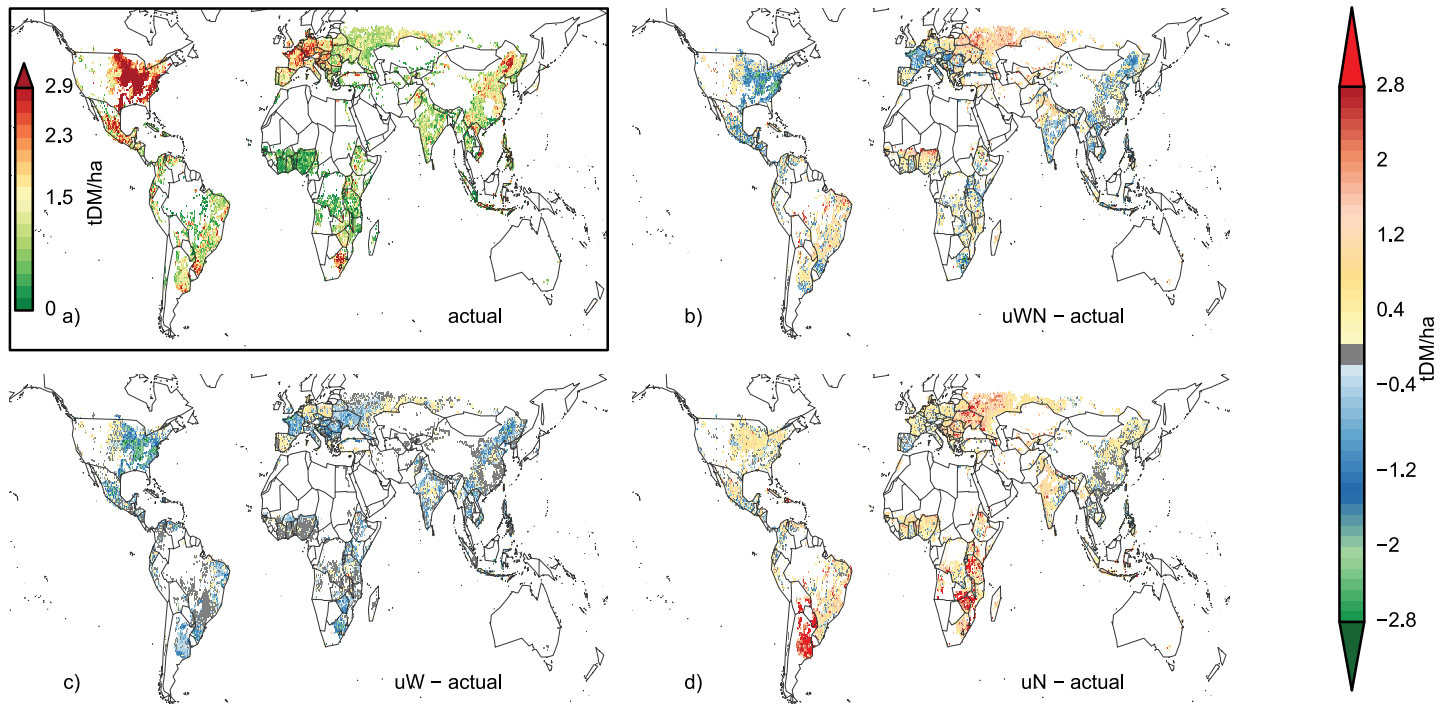 2.9
2.3
1.5
0
tDM/ha
a)
actual
b)
uWN − actual
c)
uW − actual
d)
uN − actual
2.8
2
1.2
0.4
−0.4
−1.2
−2
−2.8
tDM/ha